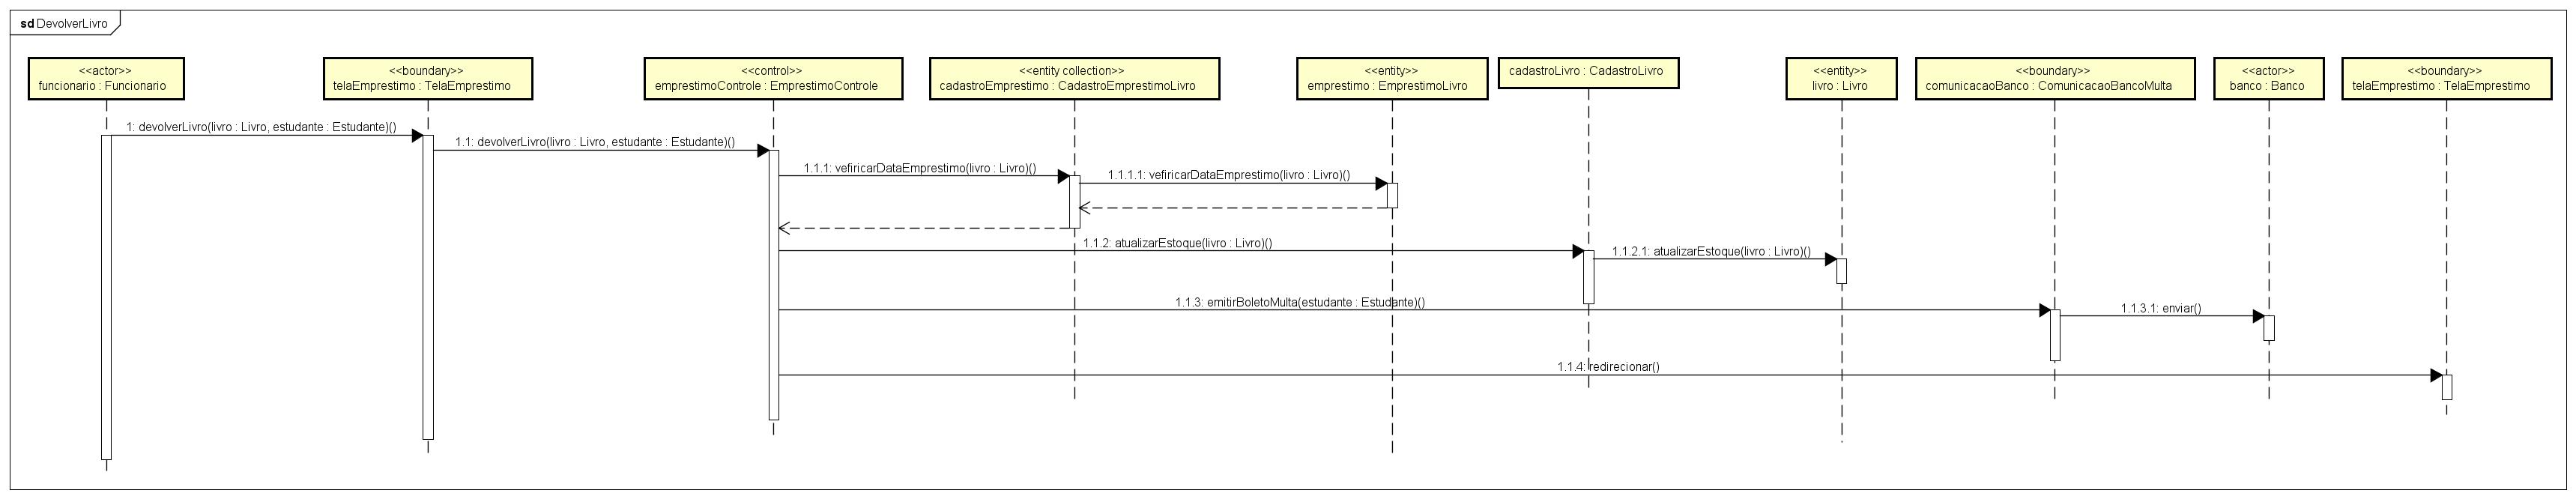 sd DevolverLivro
<<actor>>
funcionario : Funcionario
<<boundary>>
telaEmprestimo : TelaEmprestimo
<<control>>
emprestimoControle : EmprestimoControle
<<entity collection>>
cadastroEmprestimo : CadastroEmprestimoLivro
<<entity>>
emprestimo : EmprestimoLivro
cadastroLivro : CadastroLivro
<<entity>>
livro : Livro
<<boundary>>
comunicacaoBanco : ComunicacaoBancoMulta
<<actor>>
banco : Banco
<<boundary>>
telaEmprestimo : TelaEmprestimo
1: devolverLivro(livro : Livro, estudante : Estudante)()
1.1: devolverLivro(livro : Livro, estudante : Estudante)()
1.1.1: vefiricarDataEmprestimo(livro : Livro)()
1.1.1.1: vefiricarDataEmprestimo(livro : Livro)()
1.1.2: atualizarEstoque(livro : Livro)()
1.1.2.1: atualizarEstoque(livro : Livro)()
1.1.3: emitirBoletoMulta(estudante : Estudante)()
1.1.3.1: enviar()
1.1.4: redirecionar()